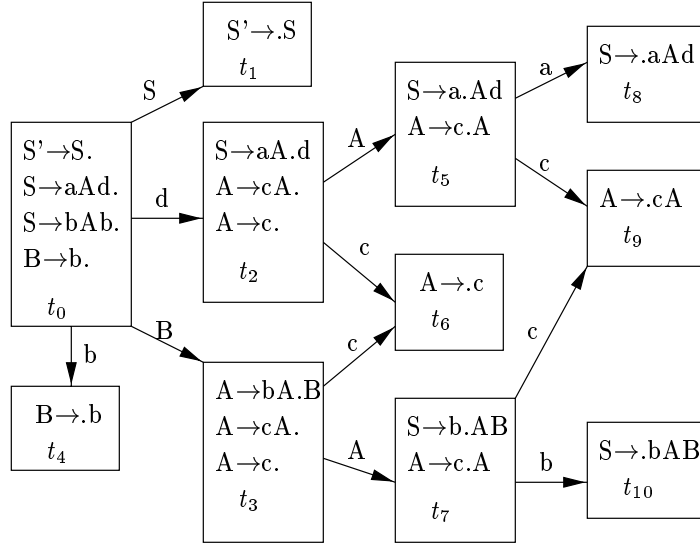 S'→.S
t1
S
S'→S.
S→aAd.
S→bAb.
B→b.
t0
b
B→.b
t4
d
B
S→aA.d
A→cA.
A→c.
t2
A
c
A→bA.B
A→cA.
A→c.
t3
c
A
S→a.Ad
A→c.A
t5
a
c
A→.c
t6
S→b.AB
A→c.A
t7
c
b
S→.aAd
t8
A→.cA
t9
S→.bAB
t10